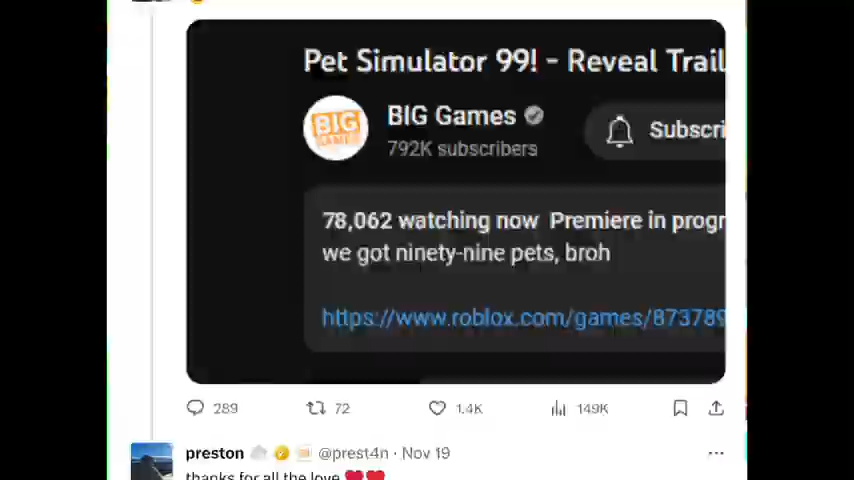 Pet Simulator 99! - Reveal Trail
BIG Games
BIG GAMES
792K subscribers
Subscri
78,062 watching now Premiere in progr
we got ninety-nine pets, broh
https://www.roblox.com/games/873789
289 72 1.4K 149K
preston @prest4n · Nov 19
thanks for all the love